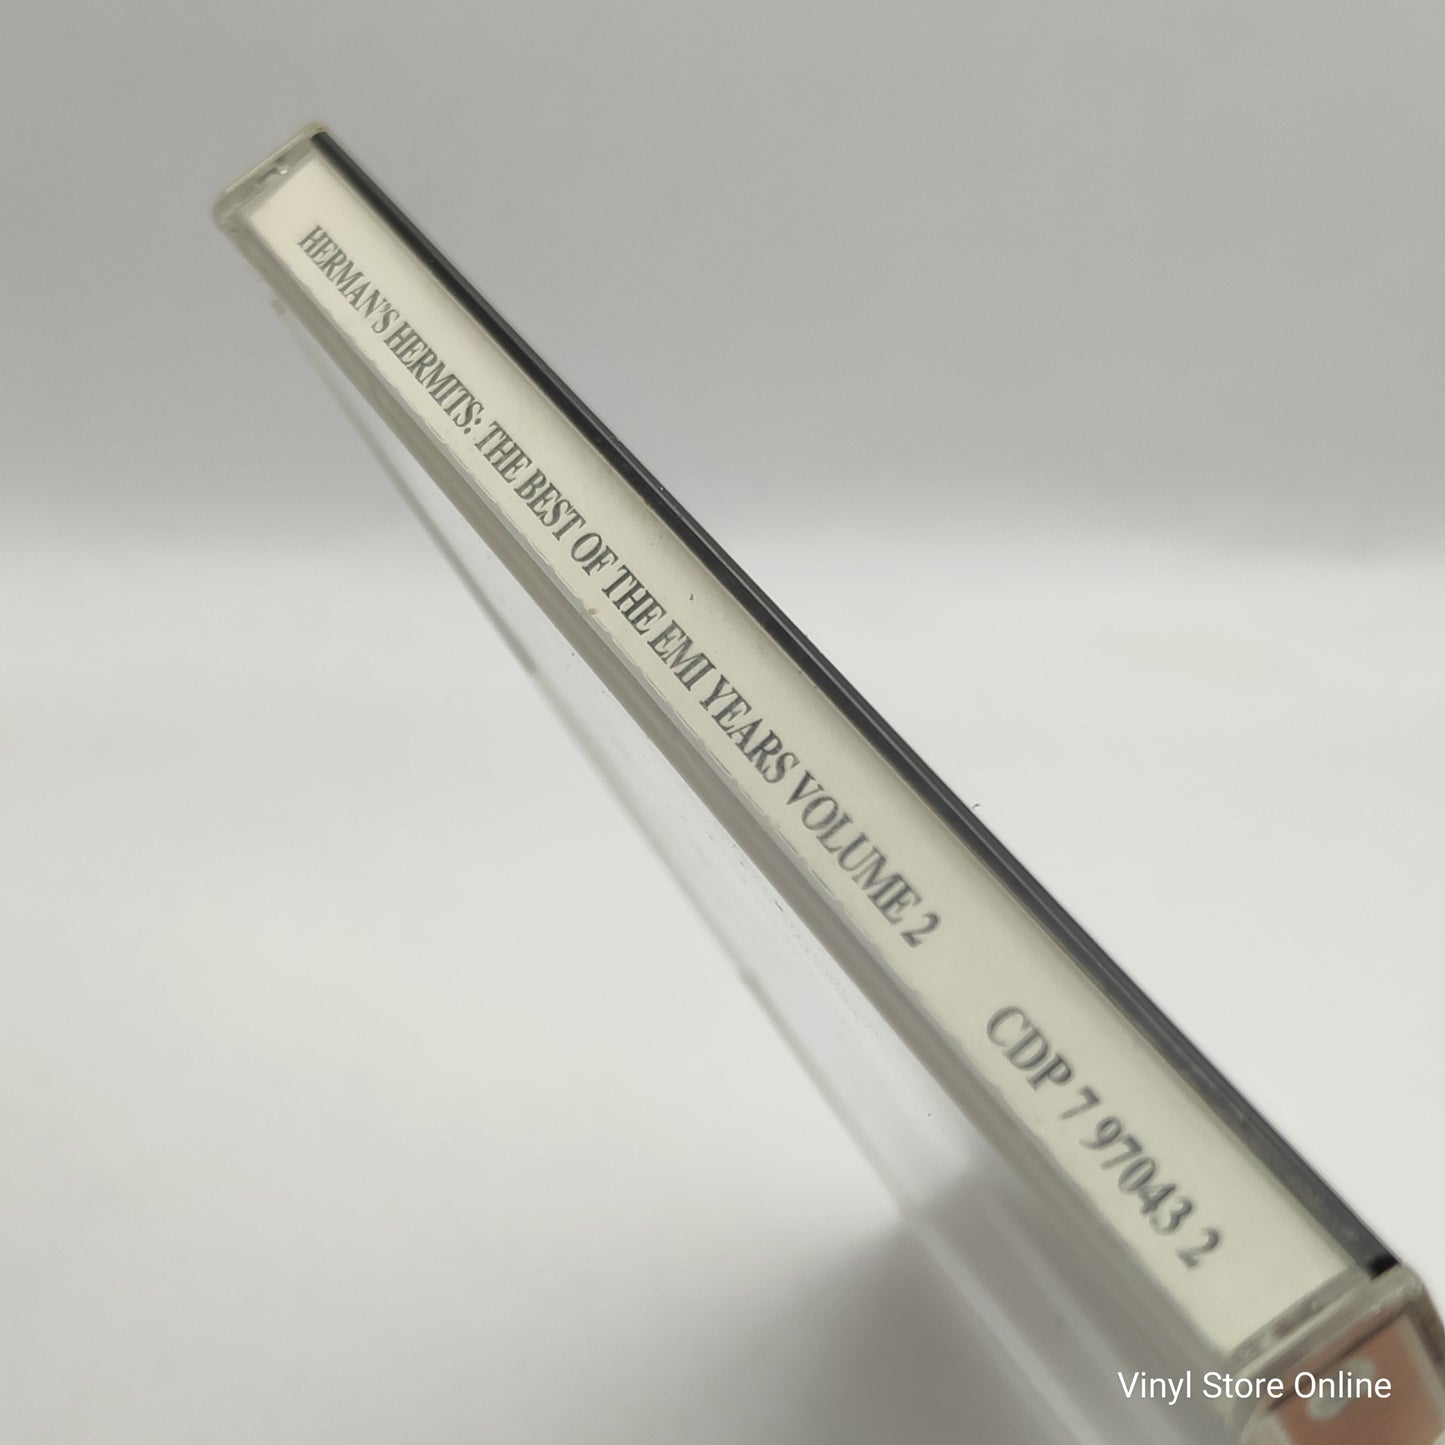 HERMAN'S HERMITS: THE BEST OF THE EMI YEARS VOLUME 2 CDP 7 97043 2
Vinyl Store Online